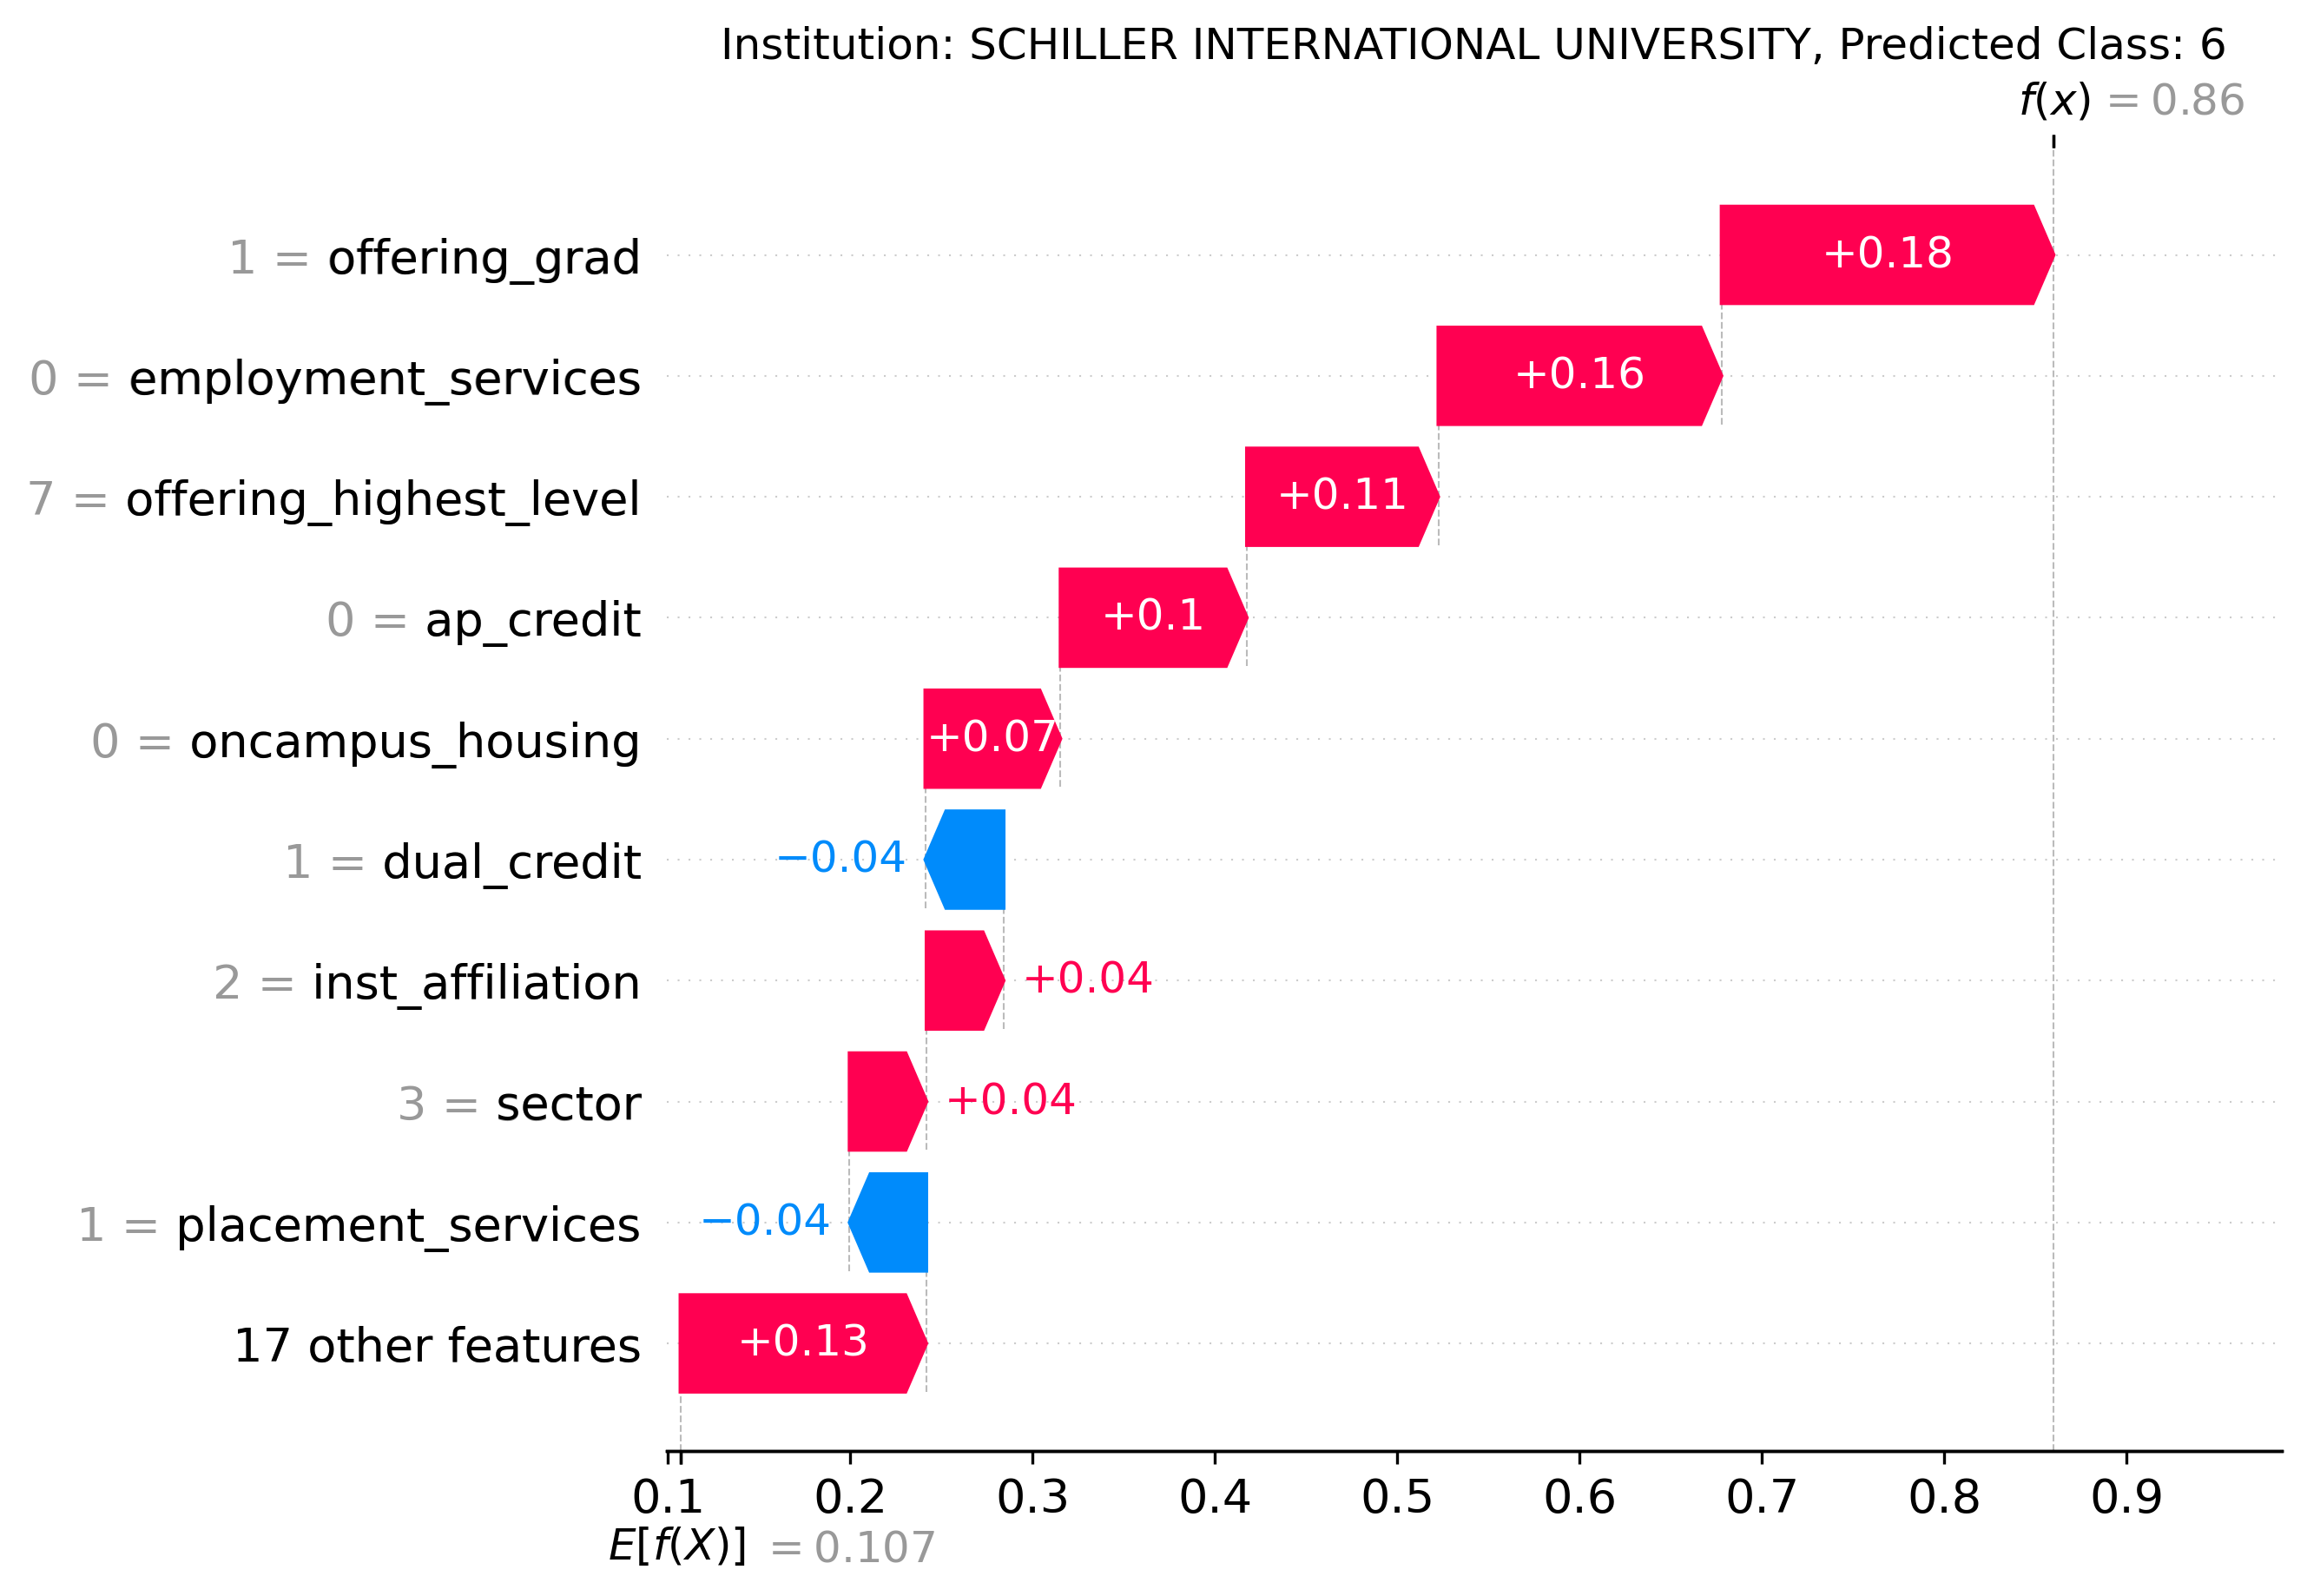 Institution: SCHILLER INTERNATIONAL UNIVERSITY, Predicted Class: 6
f(x) = 0.86
1 = offering_grad +0.18
0 = employment_services +0.16
7 = offering_highest_level +0.11
0 = ap_credit +0.1
0 = oncampus_housing +0.07
1 = dual_credit −0.04
2 = inst_affiliation +0.04
3 = sector +0.04
1 = placement_services −0.04
17 other features +0.13
0.1 0.2 0.3 0.4 0.5 0.6 0.7 0.8 0.9
E[f(X)] = 0.107